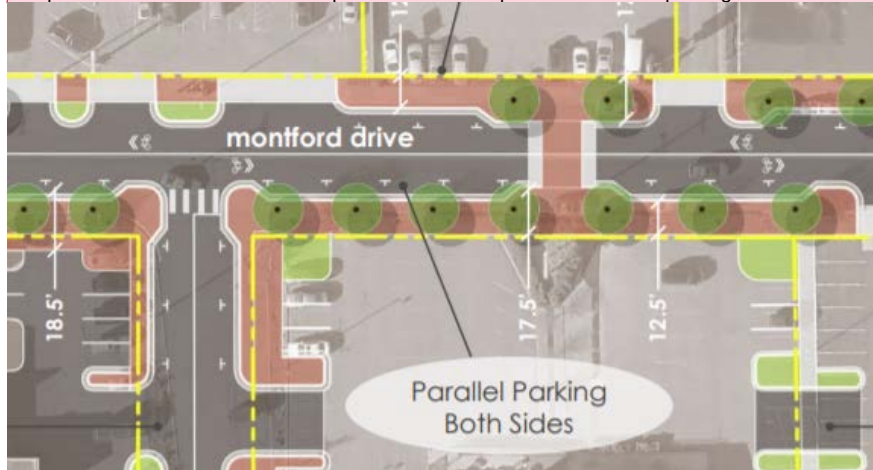 montford drive
18.5'
17.5'
12.5'
Parallel Parking
Both Sides